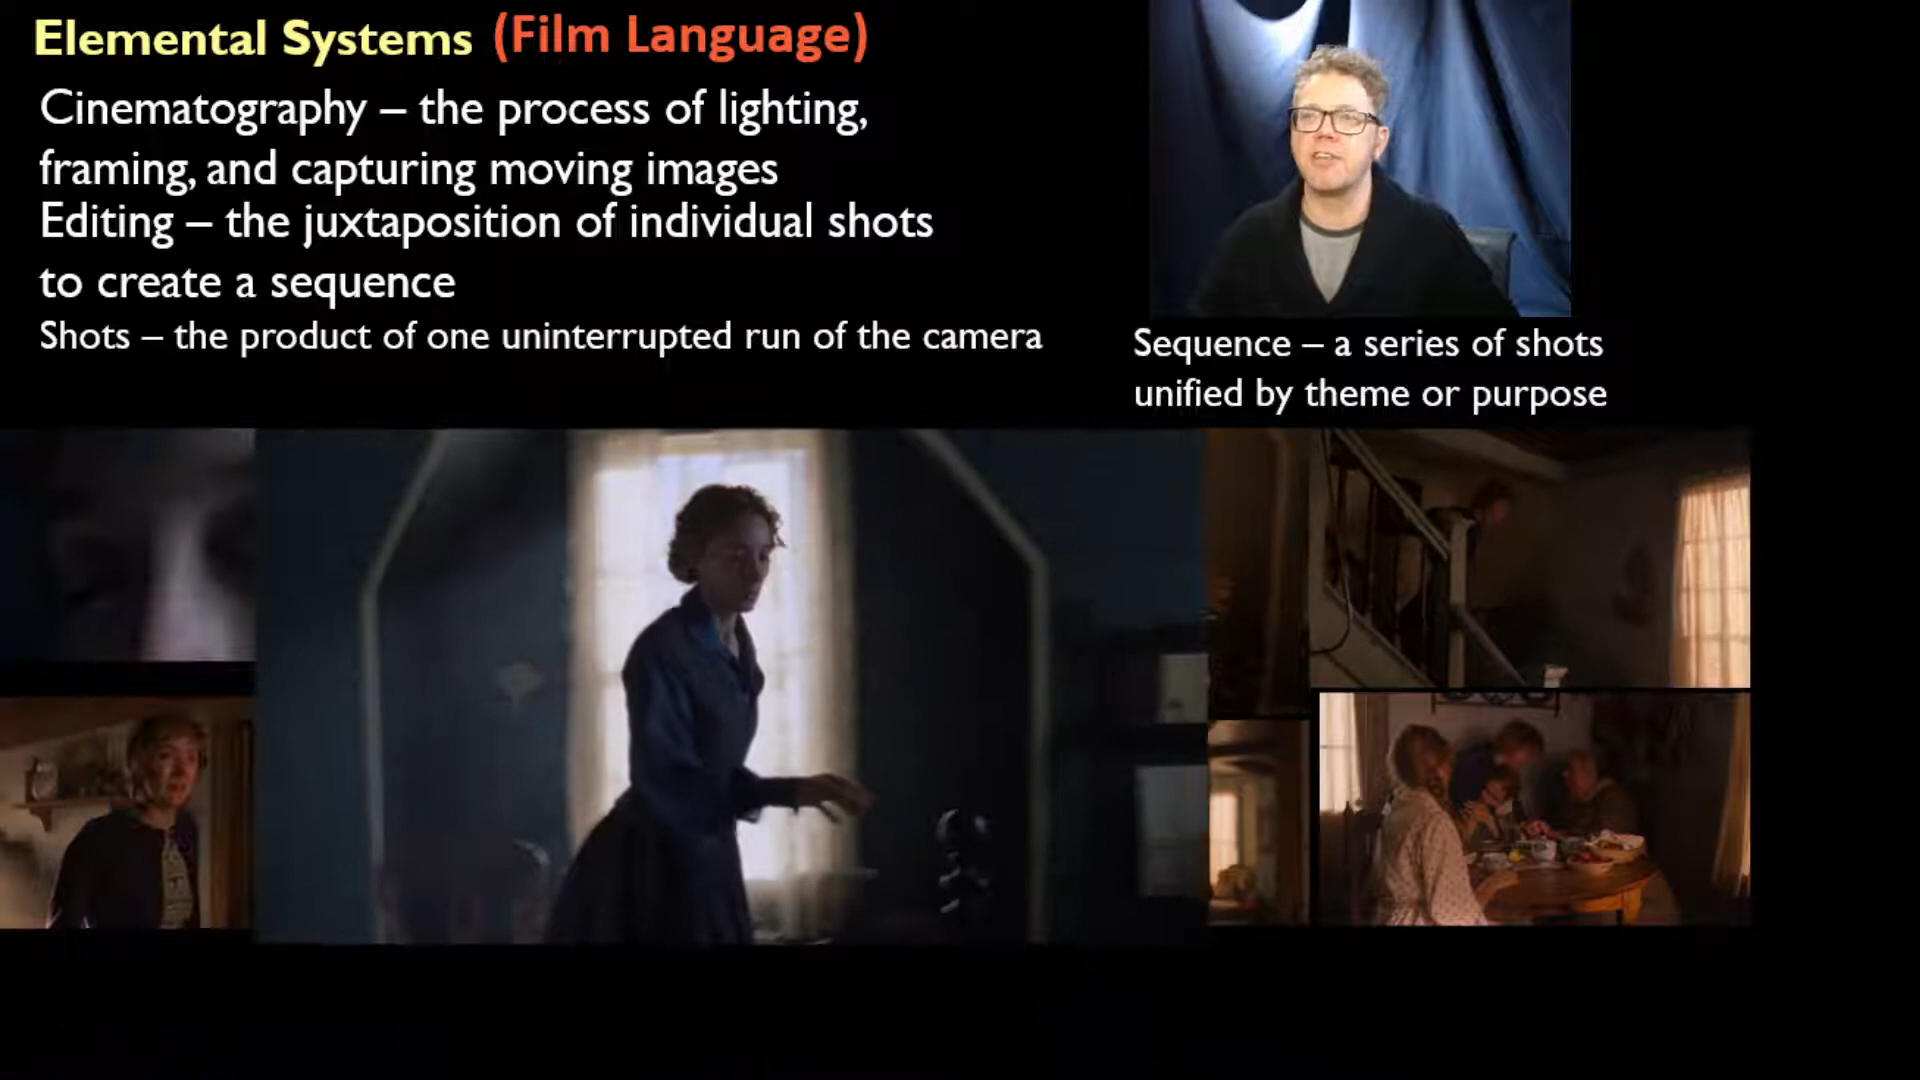 Elemental Systems (Film Language)
Cinematography – the process of lighting,
framing, and capturing moving images
Editing – the juxtaposition of individual shots
to create a sequence
Shots – the product of one uninterrupted run of the camera
Sequence – a series of shots
unified by theme or purpose